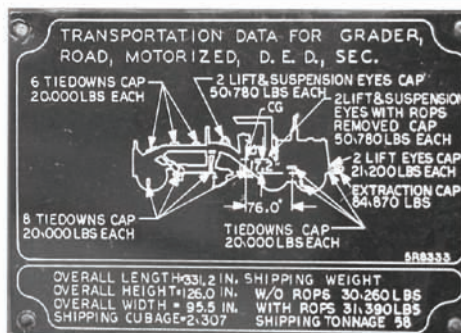 TRANSPORTATION DATA FOR GRADER,
ROAD, MOTORIZED, D.E.D., SEC.
6 TIEDOWNS CAP
20,000 LBS EACH
2 LIFT & SUSPENSION EYES CAP
50,780 LBS EACH
CG
2 LIFT & SUSPENSION
EYES WITH ROPS
REMOVED CAP
50,780 LBS EACH
2 LIFT EYES CAP
21,200 LBS EACH
EXTRACTION CAP
84,870 LBS
76.0"
8 TIEDOWNS CAP
20,000 LBS EACH
TIEDOWNS CAP
20,000 LBS EACH
5R8333
OVERALL LENGTH=331.2 IN. SHIPPING WEIGHT
OVERALL HEIGHT=126.0 IN. W/O ROPS 30,260 LBS
OVERALL WIDTH = 95.5 IN. WITH ROPS 31,390 LBS
SHIPPING CUBAGE=2,307 SHIPPING TONNAGE 58